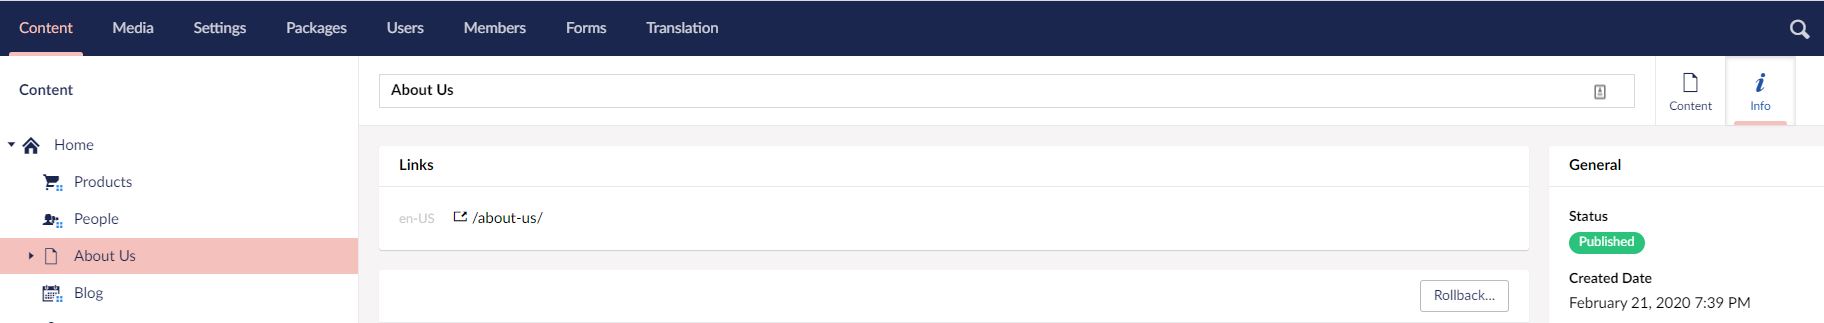 Content Media Settings Packages Users Members Forms Translation
Content
Home
Products
People
About Us
Blog
About Us
Content
Info
Links
en-US /about-us/
Rollback...
General
Status
Published
Created Date
February 21, 2020 7:39 PM